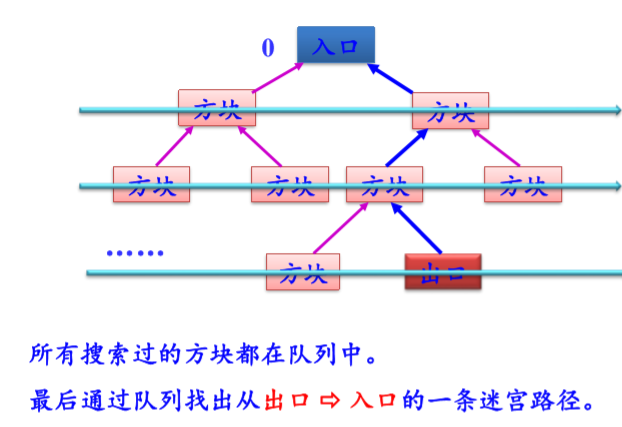 0 入口
方块 方块
方块 方块 方块 方块
……
方块 出口
所有搜索过的方块都在队列中。
最后通过队列找出从出口⇨入口的一条迷宫路径。